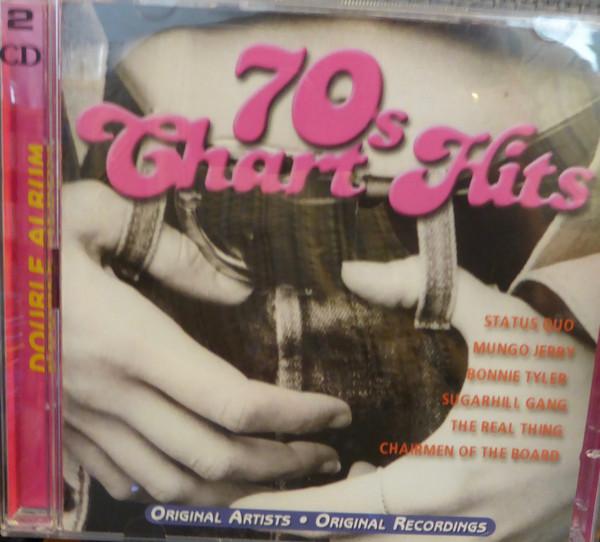 2
CD
DOUBLE ALBUM
70s
Chart Hits
STATUS QUO
MUNGO JERRY
BONNIE TYLER
SUGARHILL GANG
THE REAL THING
CHAIRMEN OF THE BOARD
ORIGINAL ARTISTS • ORIGINAL RECORDINGS